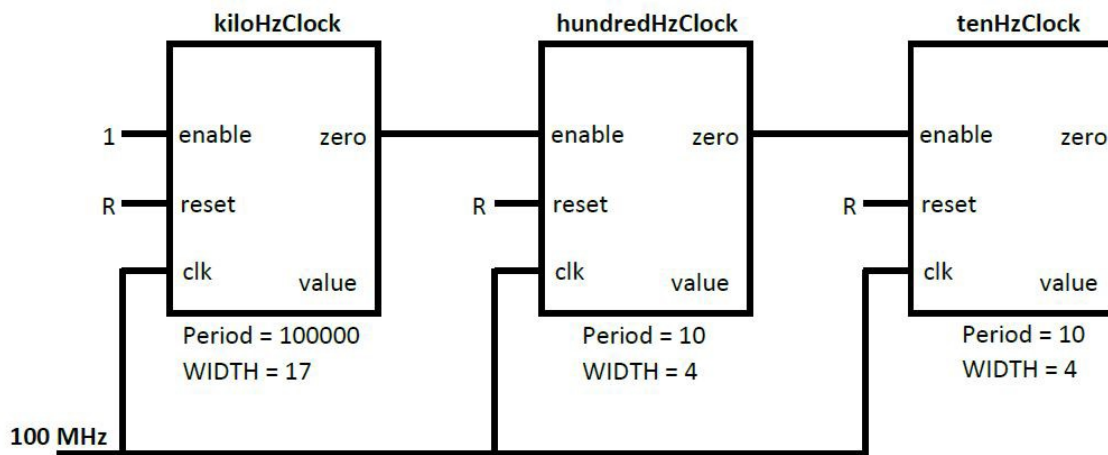 kiloHzClock
hundredHzClock
tenHzClock
1
enable
zero
enable
zero
enable
zero
R
reset
R
reset
R
reset
clk
value
clk
value
clk
value
Period = 100000
Period = 10
Period = 10
WIDTH = 17
WIDTH = 4
WIDTH = 4
100 MHz